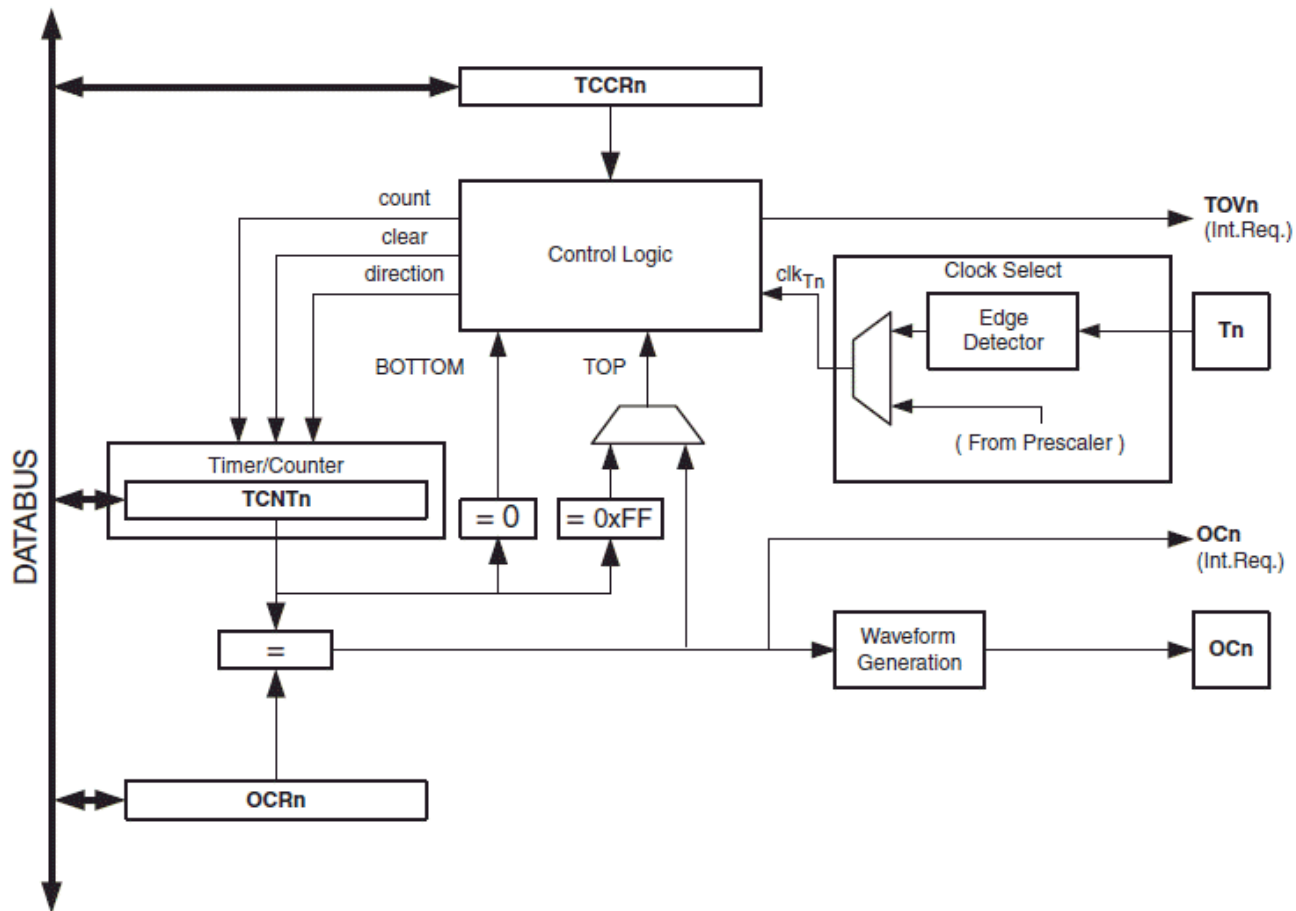 TCCRn
count
clear
direction
Control Logic
TOVn
(Int.Req.)
clkTn
Clock Select
Edge
Detector
Tn
( From Prescaler )
BOTTOM
TOP
Timer/Counter
TCNTn
= 0
= 0xFF
DATABUS
OCn
(Int.Req.)
=
Waveform
Generation
OCn
OCRn